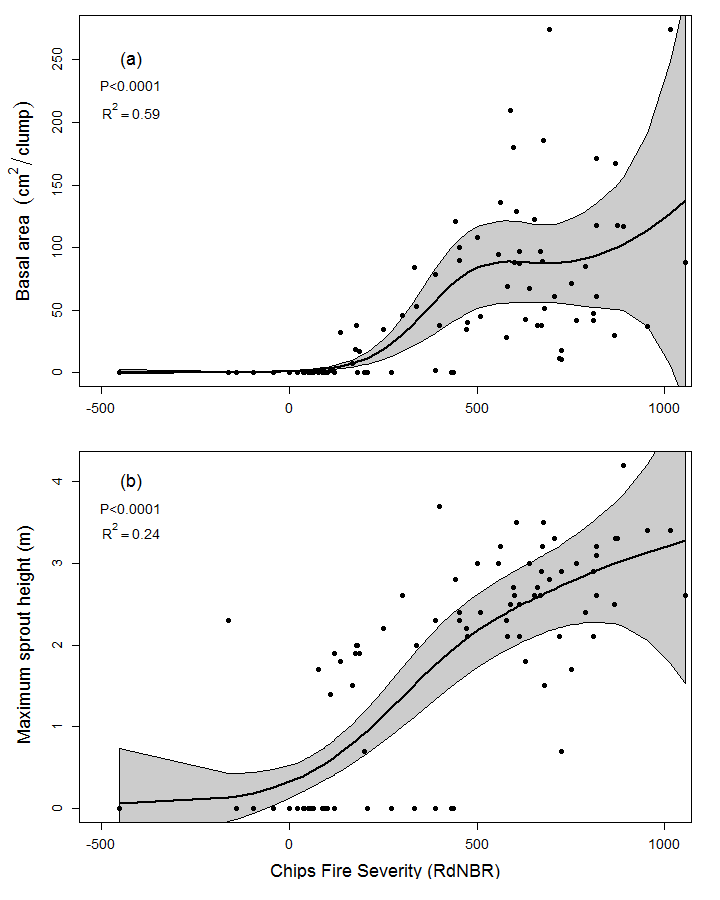 (a)
P<0.0001
R² = 0.59
Basal area (cm²/clump)
250
200
150
100
50
0
-500 0 500 1000
(b)
P<0.0001
R² = 0.24
Maximum sprout height (m)
4
3
2
1
0
-500 0 500 1000
Chips Fire Severity (RdNBR)